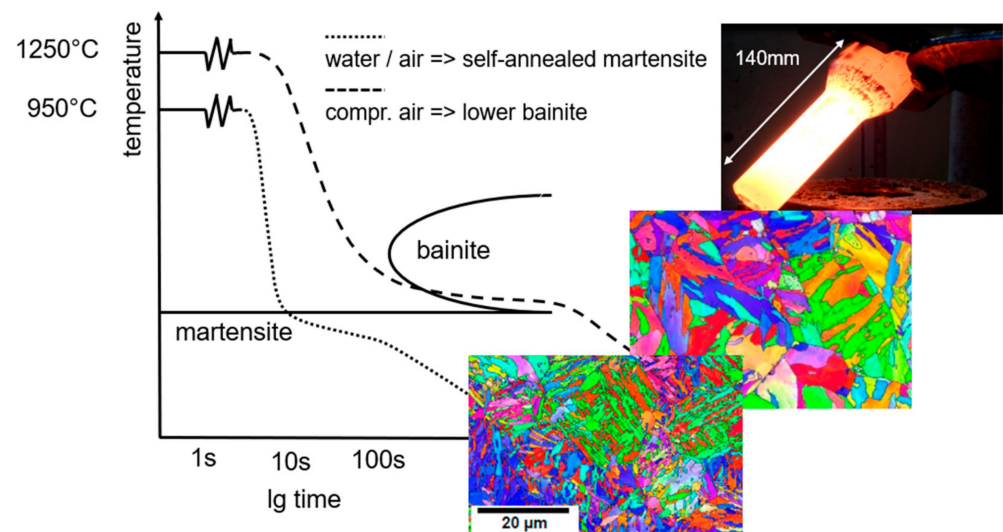 1250°C
950°C
temperature
water / air => self-annealed martensite
compr. air => lower bainite
140mm
bainite
martensite
1s 10s 100s
lg time
20 µm